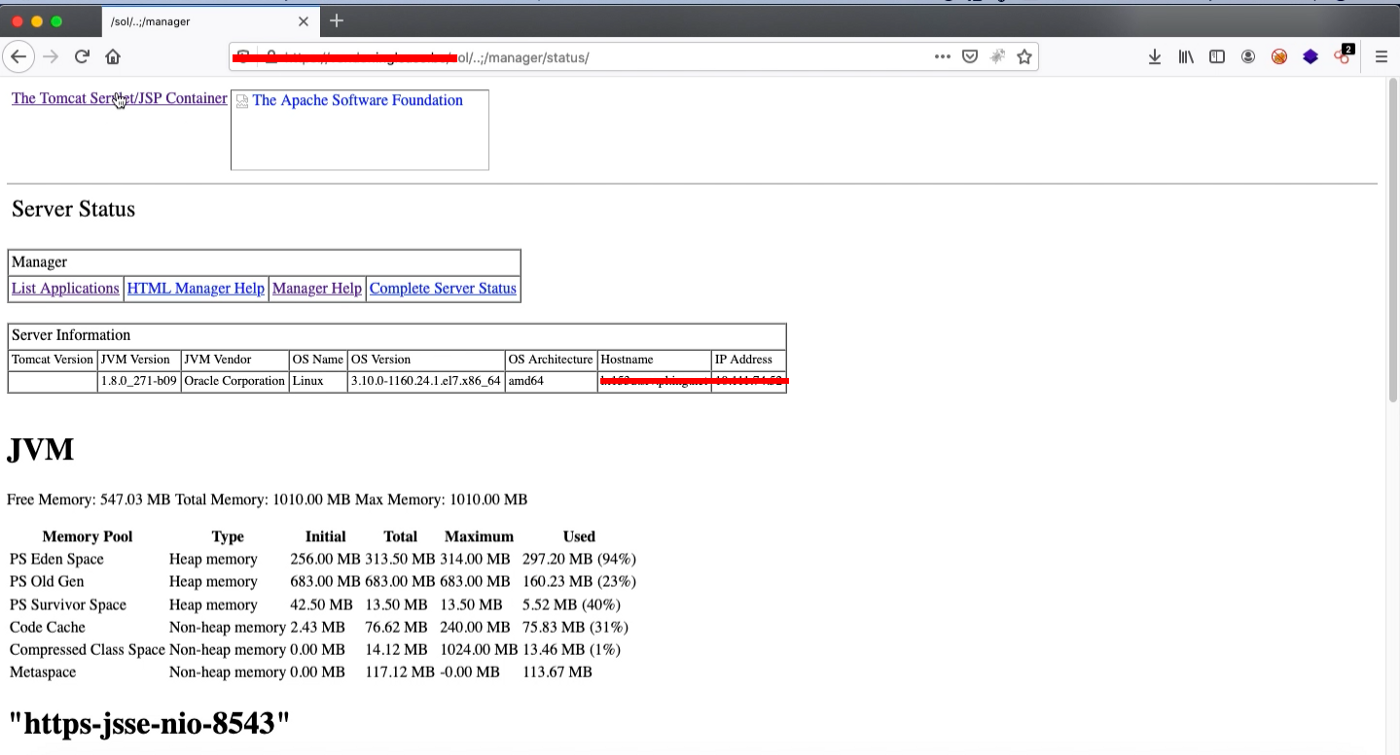 /sol/..;/manager
ol/..;/manager/status/
2
The Tomcat Servlet/JSP Container
The Apache Software Foundation
Server Status
Manager
List Applications HTML Manager Help Manager Help Complete Server Status
Server Information
Tomcat Version JVM Version JVM Vendor OS Name OS Version OS Architecture Hostname IP Address
1.8.0_271-b09 Oracle Corporation Linux 3.10.0-1160.24.1.el7.x86_64 amd64
JVM
Free Memory: 547.03 MB Total Memory: 1010.00 MB Max Memory: 1010.00 MB
Memory Pool Type Initial Total Maximum Used
PS Eden Space Heap memory 256.00 MB 313.50 MB 314.00 MB 297.20 MB (94%)
PS Old Gen Heap memory 683.00 MB 683.00 MB 683.00 MB 160.23 MB (23%)
PS Survivor Space Heap memory 42.50 MB 13.50 MB 13.50 MB 5.52 MB (40%)
Code Cache Non-heap memory 2.43 MB 76.62 MB 240.00 MB 75.83 MB (31%)
Compressed Class Space Non-heap memory 0.00 MB 14.12 MB 1024.00 MB 13.46 MB (1%)
Metaspace Non-heap memory 0.00 MB 117.12 MB -0.00 MB 113.67 MB
"https-jsse-nio-8543"